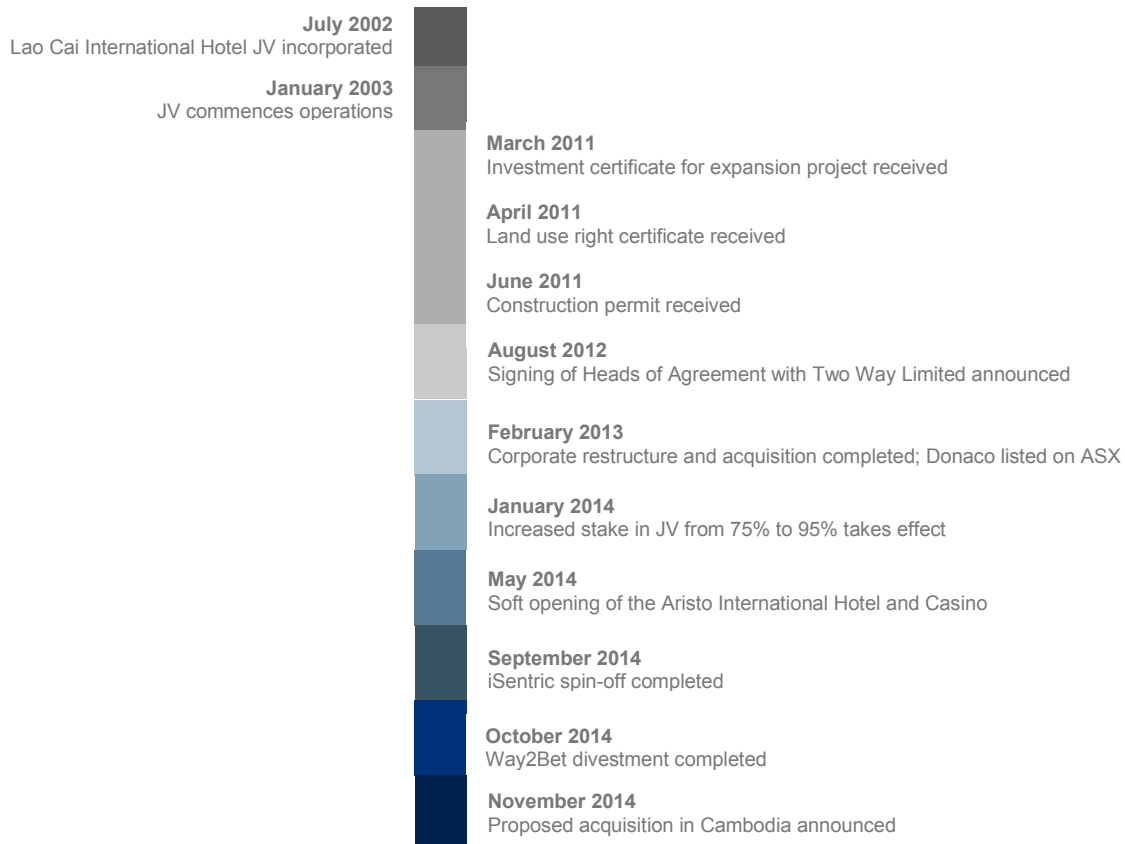 July 2002
Lao Cai International Hotel JV incorporated
January 2003
JV commences operations
March 2011
Investment certificate for expansion project received
April 2011
Land use right certificate received
June 2011
Construction permit received
August 2012
Signing of Heads of Agreement with Two Way Limited announced
February 2013
Corporate restructure and acquisition completed; Donaco listed on ASX
January 2014
Increased stake in JV from 75% to 95% takes effect
May 2014
Soft opening of the Aristo International Hotel and Casino
September 2014
iSentric spin-off completed
October 2014
Way2Bet divestment completed
November 2014
Proposed acquisition in Cambodia announced